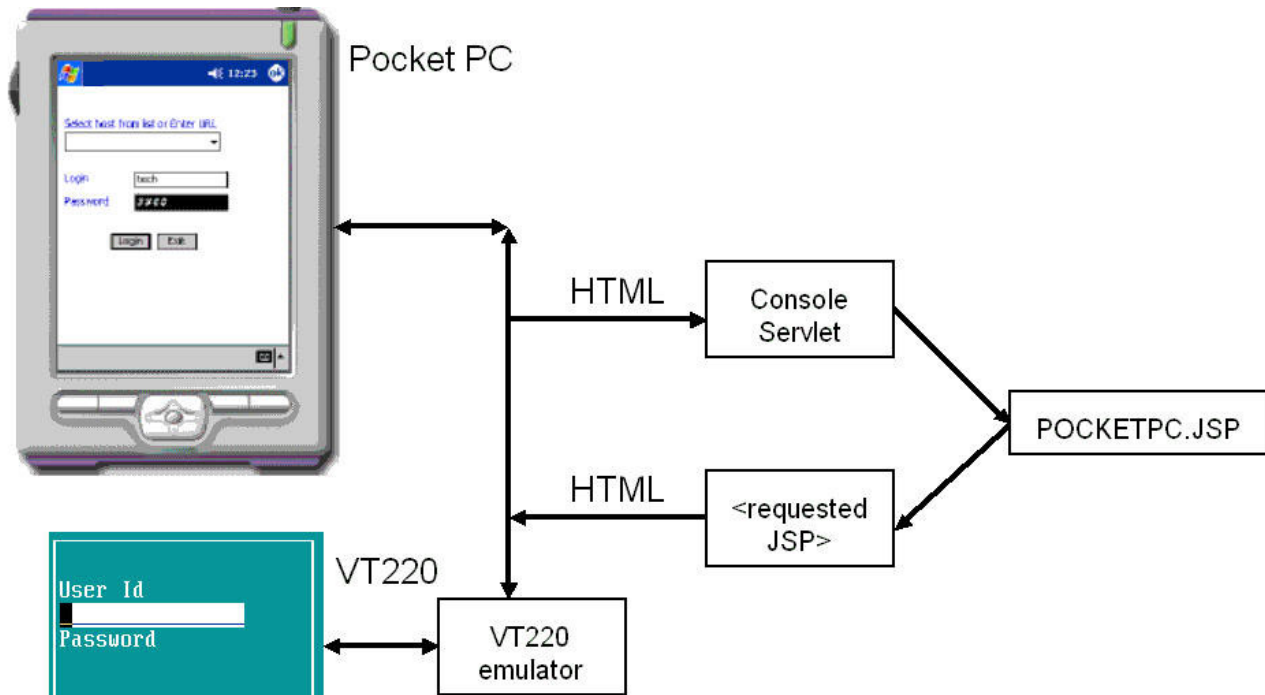 Pocket PC
12:23 ok
Select host from list or Enter URL
Login tech
Password
Login Exit
HTML
Console
Servlet
POCKETPC.JSP
HTML
<requested
JSP>
VT220
User Id
Password
VT220
emulator